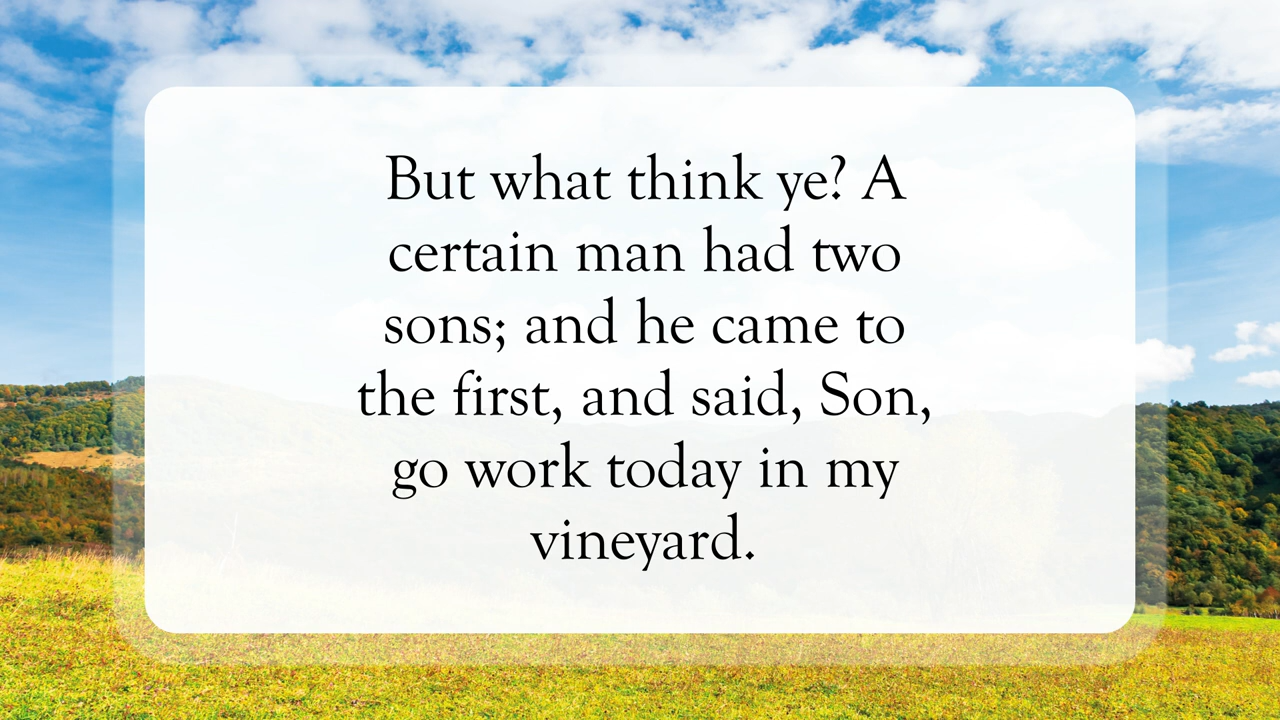 But what think ye? A
certain man had two
sons; and he came to
the first, and said, Son,
go work today in my
vineyard.